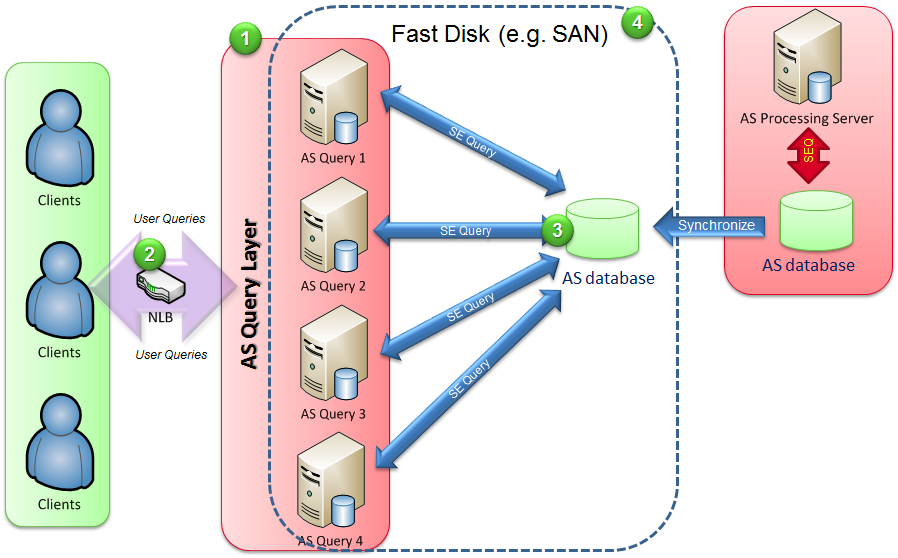 1
4
Fast Disk (e.g. SAN)
AS Processing Server
SEQ
AS database
Synchronize
Clients
Clients
Clients
User Queries
2
NLB
User Queries
AS Query Layer
AS Query 1
AS Query 2
AS Query 3
AS Query 4
SE Query
SE Query
SE Query
SE Query
3
AS database